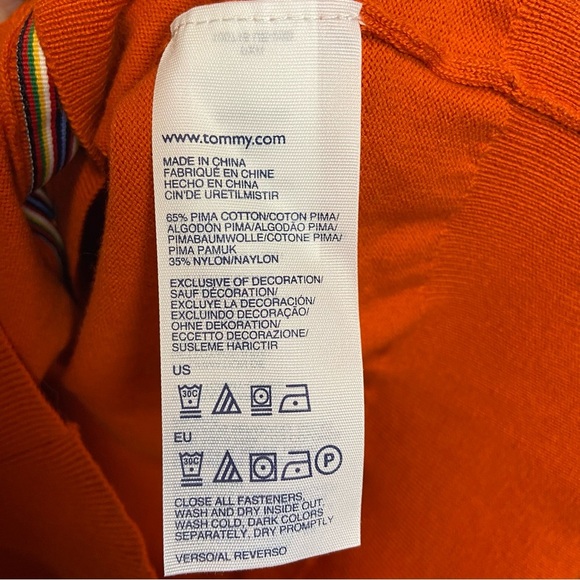 www.tommy.com
MADE IN CHINA
FABRIQUÉ EN CHINE
HECHO EN CHINA
CIN'DE URETILMISTIR
65% PIMA COTTON/COTON PIMA/
ALGODÓN PIMA/ALGODÃO PIMA/
PIMABAUMWOLLE/COTONE PIMA/
PIMA PAMUK
35% NYLON/NAYLON
EXCLUSIVE OF DECORATION/
SAUF DÉCORATION/
EXCLUYE LA DECORACIÓN/
EXCLUINDO DECORAÇÃO/
OHNE DEKORATION/
ECCETTO DECORAZIONE/
SUSLEME HARICTIR
US
30C
EU
30C P
CLOSE ALL FASTENERS,
WASH AND DRY INSIDE OUT.
WASH COLD, DARK COLORS
SEPARATELY, DRY PROMPTLY
VERSO/AL REVERSO